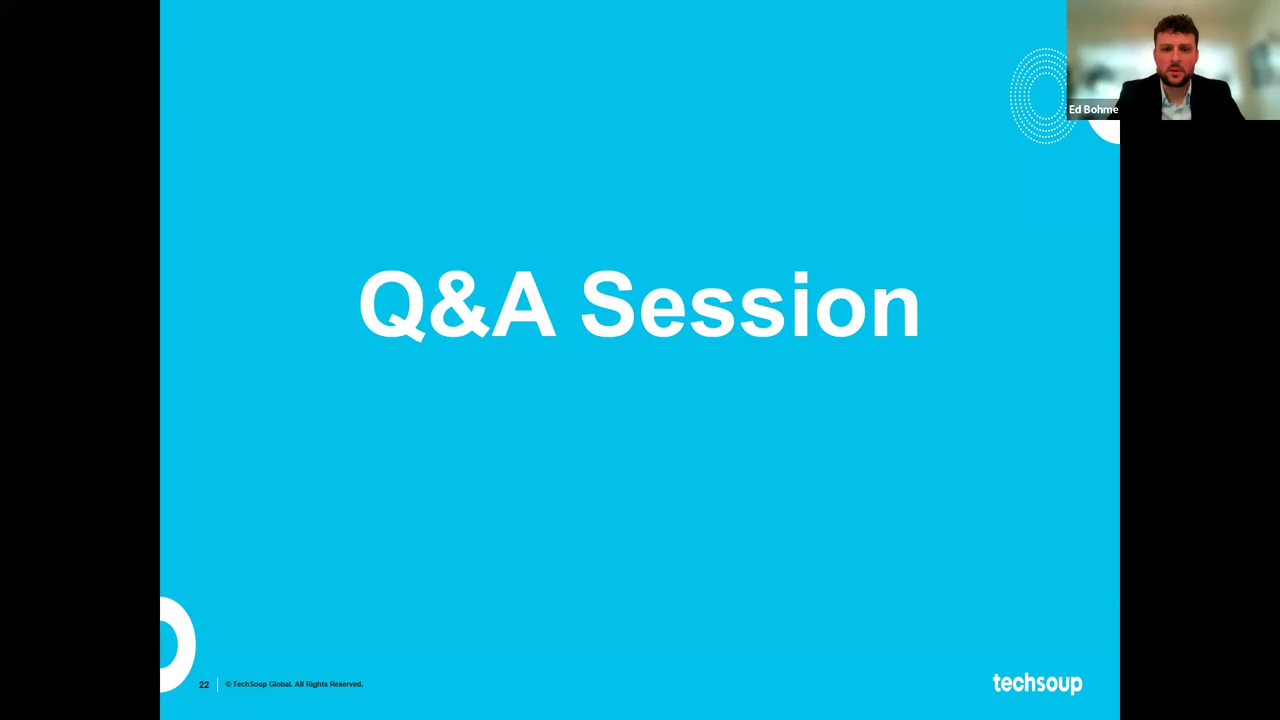 Ed Bohme
Q&A Session
22
© TechSoup Global. All Rights Reserved.
techsoup